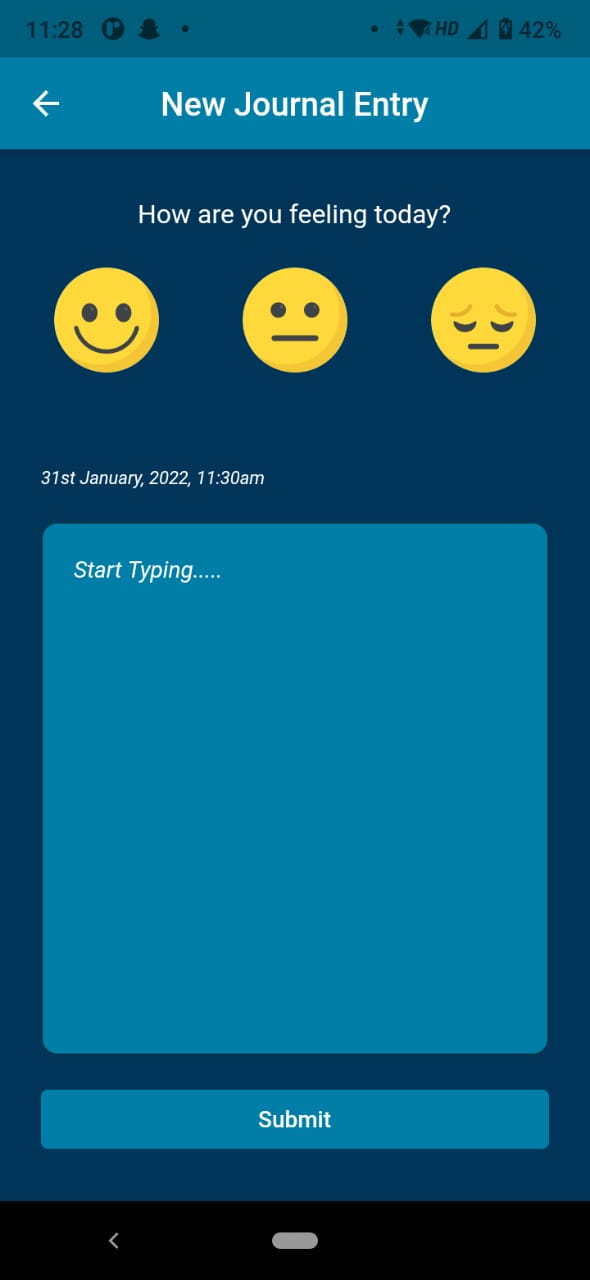 11:28 HD 42%
New Journal Entry
How are you feeling today?
31st January, 2022, 11:30am
Start Typing.....
Submit